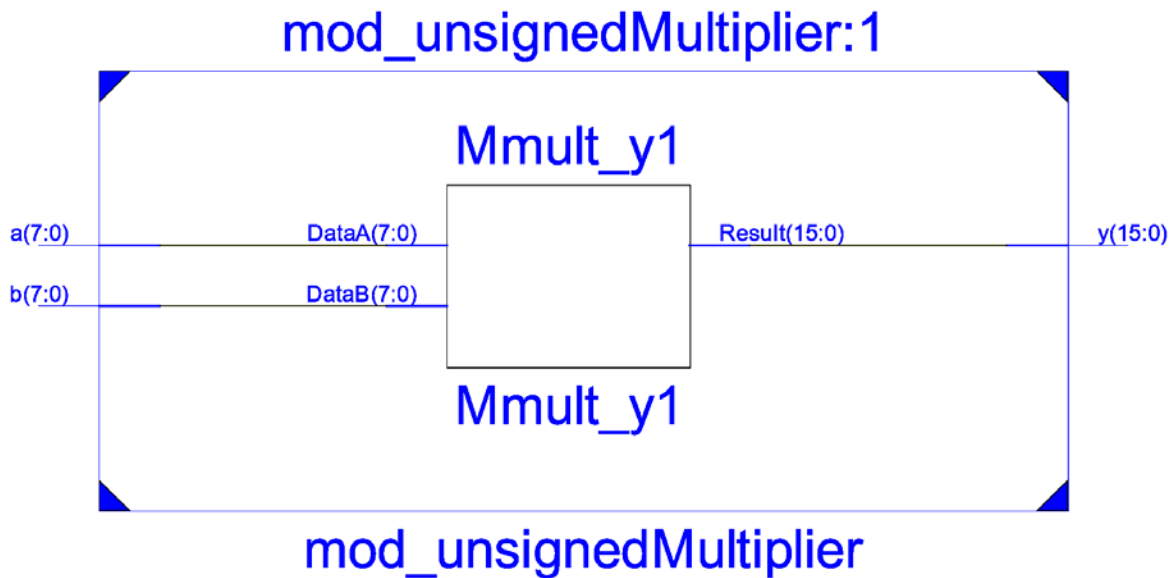 mod_unsignedMultiplier:1
Mmult_y1
a(7:0) DataA(7:0) Result(15:0) y(15:0)
b(7:0) DataB(7:0)
Mmult_y1
mod_unsignedMultiplier